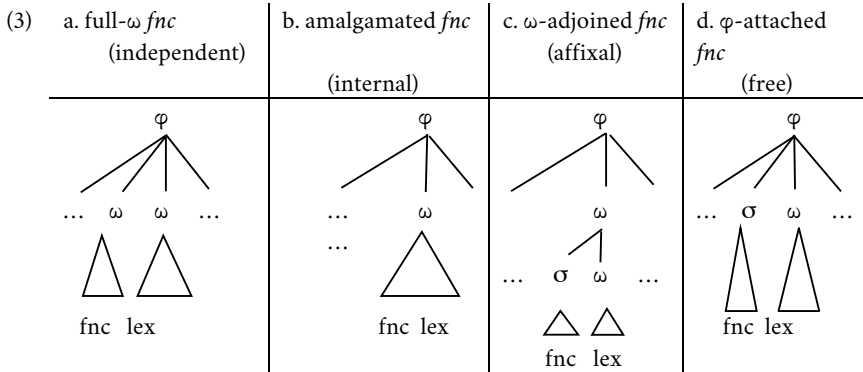 (3) a. full-ω fnc b. amalgamated fnc c. ω-adjoined fnc d. φ-attached
(independent) fnc
(internal) (affixal) (free)
φ φ φ φ
... ω ω ... ... ω ω ... σ ω ...
...
... σ ω ...
fnc lex fnc lex fnc lex
fnc lex